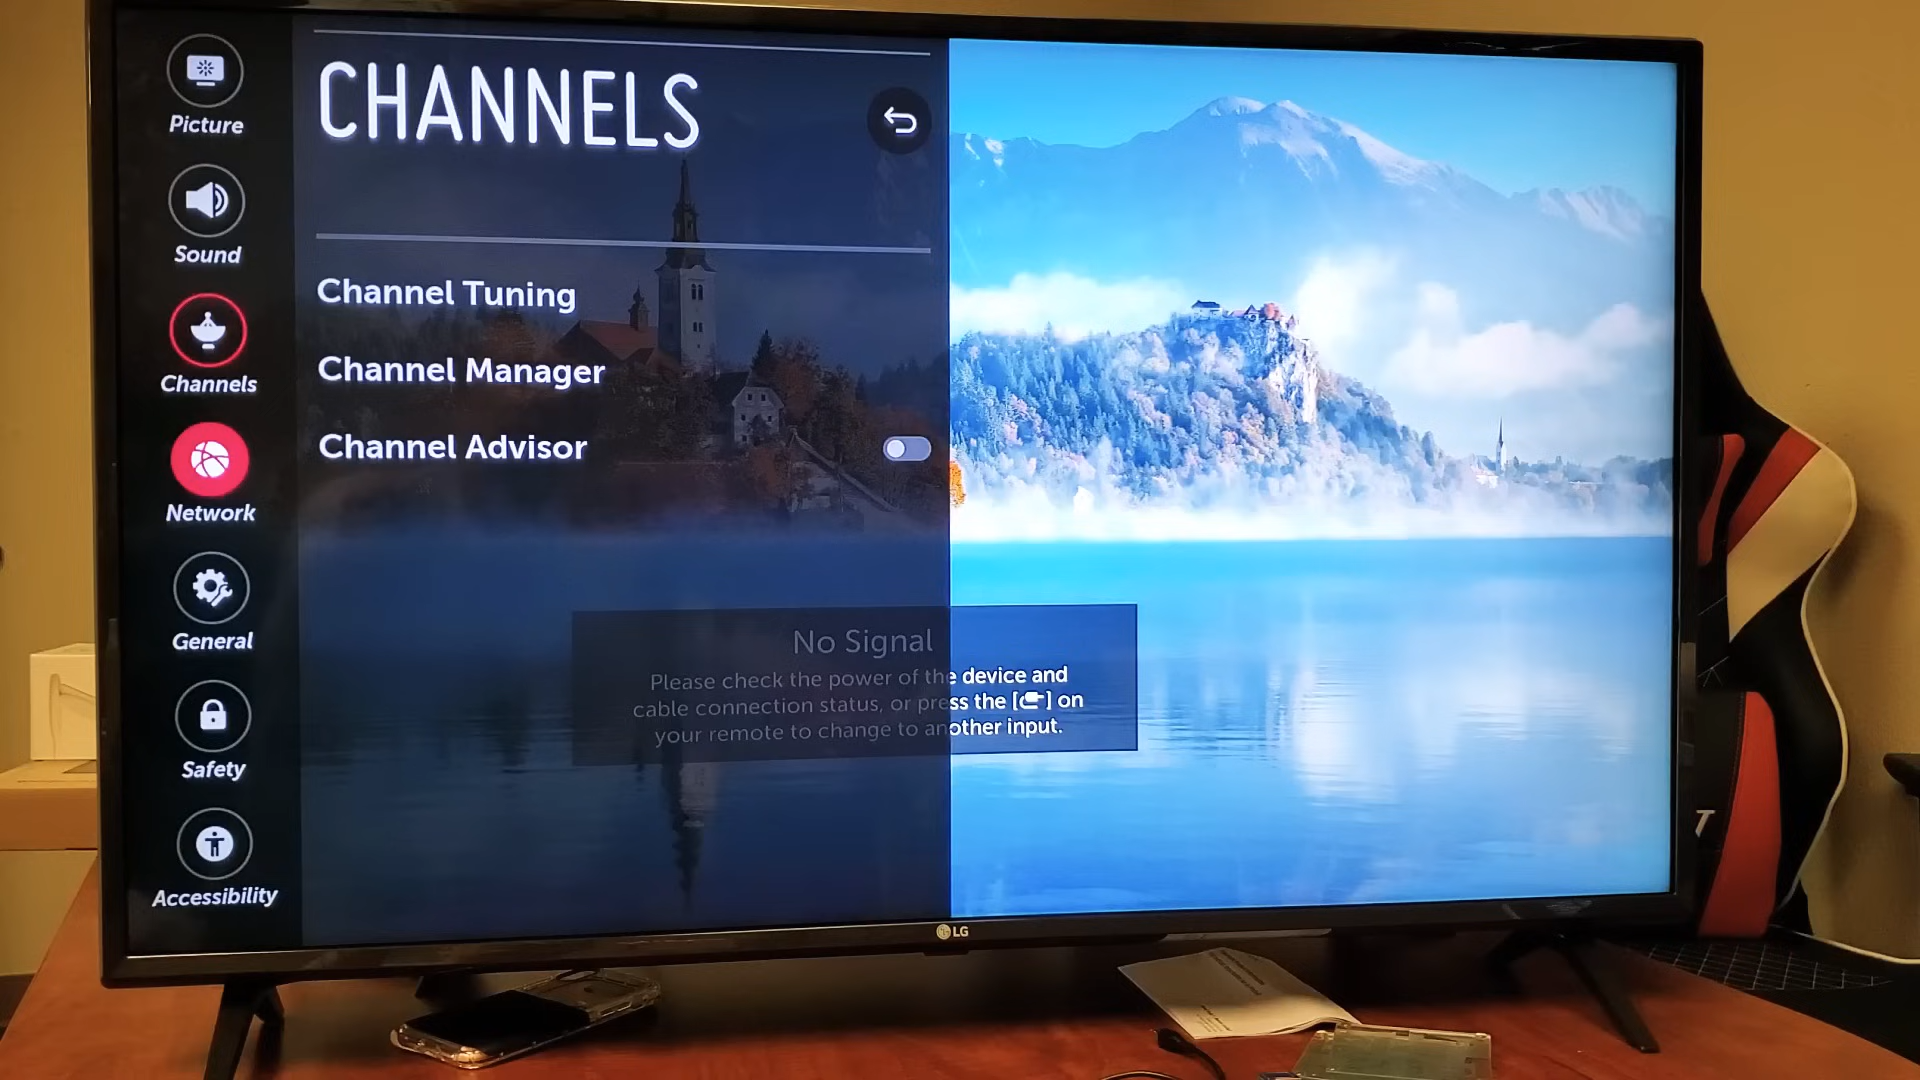 CHANNELS
Picture
Sound
Channels
Network
General
Safety
Accessibility
Channel Tuning
Channel Manager
Channel Advisor
No Signal
Please check the power of the device and
cable connection status, or press the [ ] on
your remote to change to another input.
LG